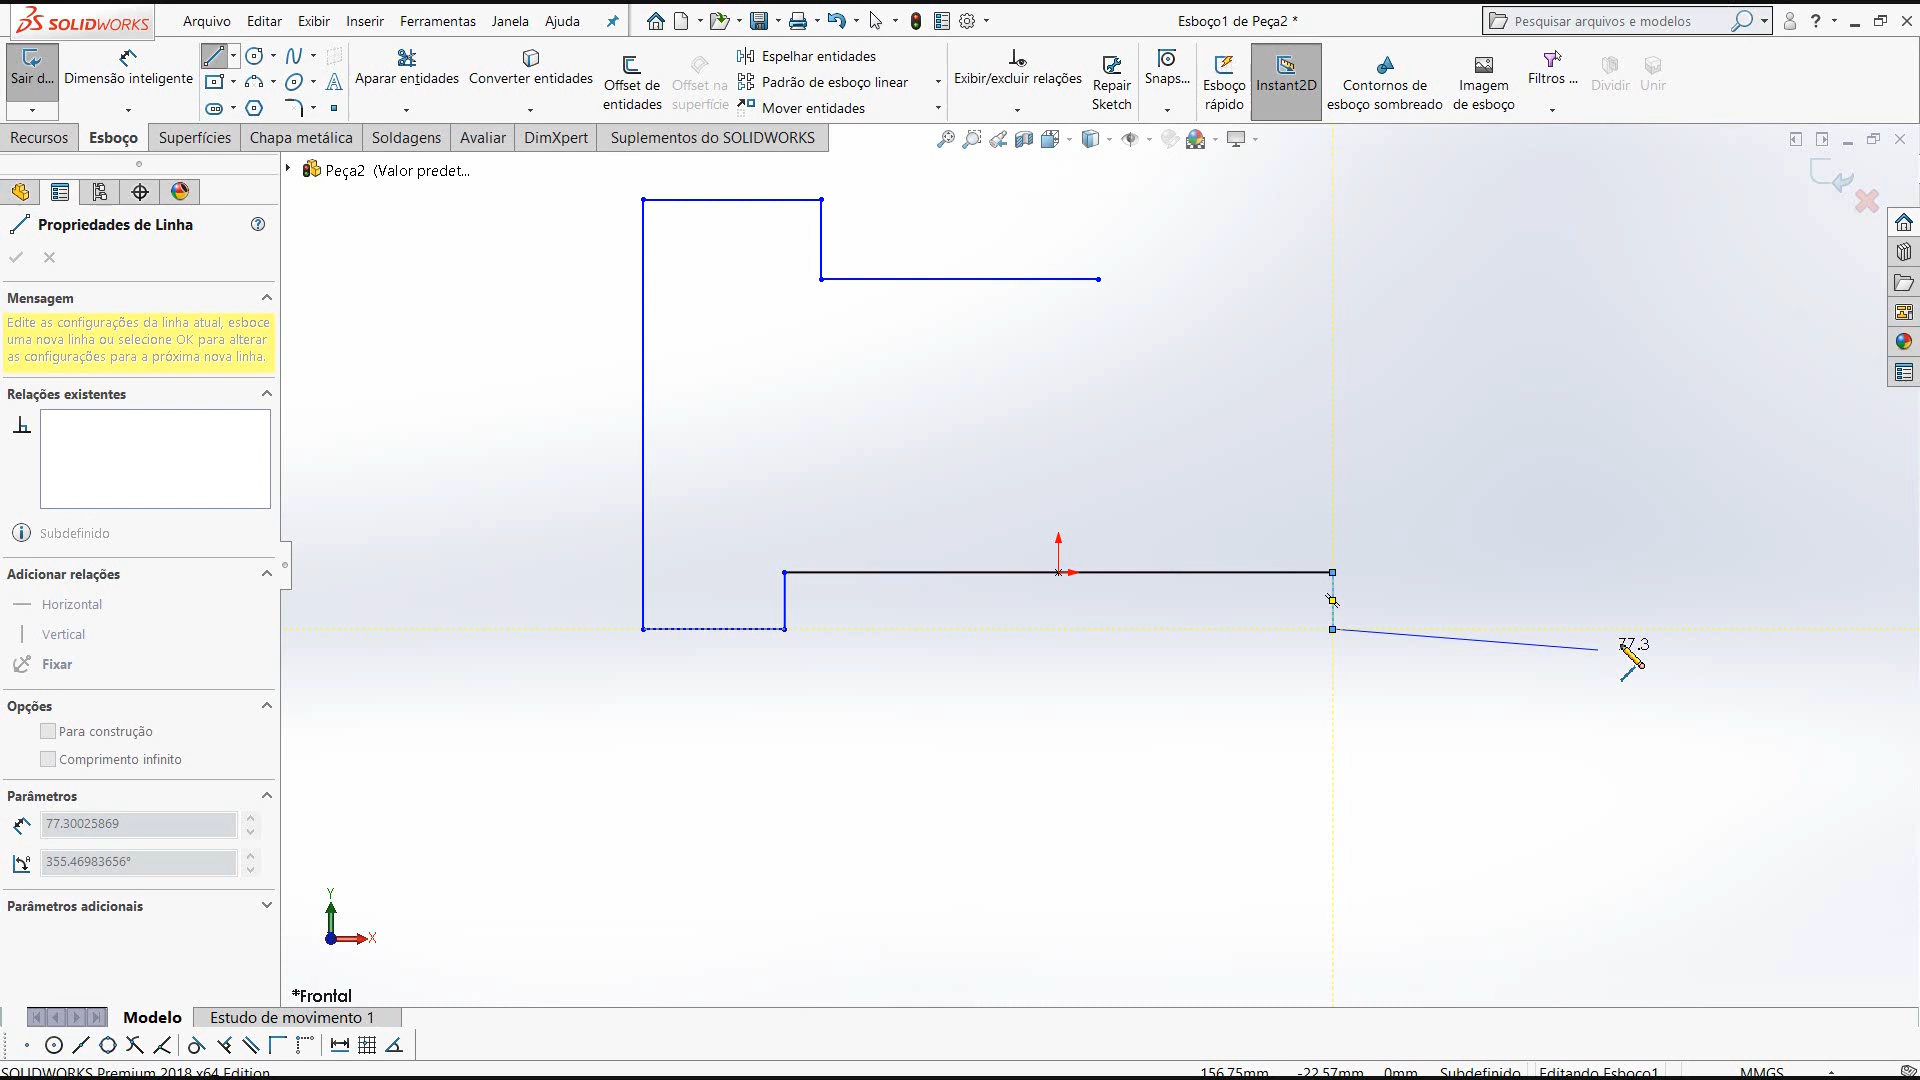 SOLIDWORKS
Arquivo Editar Exibir Inserir Ferramentas Janela Ajuda
Esboço1 de Peça2 *
Pesquisar arquivos e modelos
Sair d...
Dimensão inteligente
Aparar entidades
Converter entidades
Offset de
entidades
Offset na
superfície
Espelhar entidades
Padrão de esboço linear
Mover entidades
Exibir/excluir relações
Repair
Sketch
Snaps...
Esboço
rápido
Instant2D
Contornos de
esboço sombreado
Imagem
de esboço
Filtros ...
Dividir
Unir
Recursos Esboço Superfícies Chapa metálica Soldagens Avaliar DimXpert Suplementos do SOLIDWORKS
Peça2 (Valor predet...
Propriedades de Linha
Mensagem
Edite as configurações da linha atual, esboce
uma nova linha ou selecione OK para alterar
as configurações para a próxima nova linha.
Relações existentes
Subdefinido
Adicionar relações
Horizontal
Vertical
Fixar
Opções
Para construção
Comprimento infinito
Parâmetros
77.30025869
355.46983656°
Parâmetros adicionais
77.3
Y
X
*Frontal
Modelo Estudo de movimento 1
SOLIDWORKS Premium 2018 x64 Edition
156.75mm -22.57mm 0mm Subdefinido Editando Esboço1 MMGS